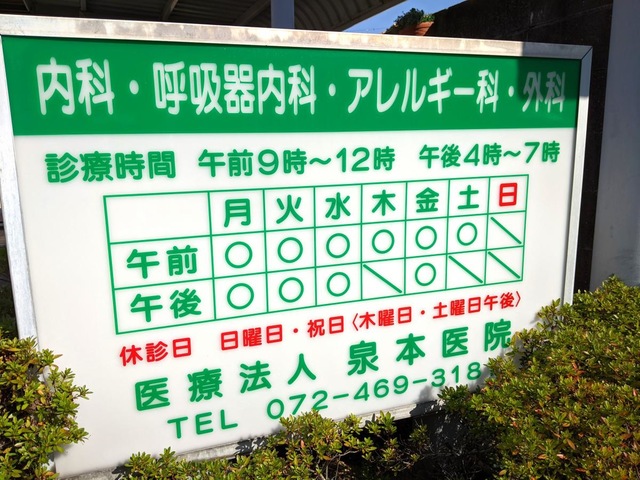 内科・呼吸器内科・アレルギー科・外科
診療時間 午前9時～12時 午後4時～7時
月 火 水 木 金 土 日
午前 ○ ○ ○ ○ ○ ○ ＼
午後 ○ ○ ○ ＼ ○ ＼ ＼
休診日 日曜日・祝日〈木曜日・土曜日午後〉
医療法人 泉本医院
TEL 072-469-318